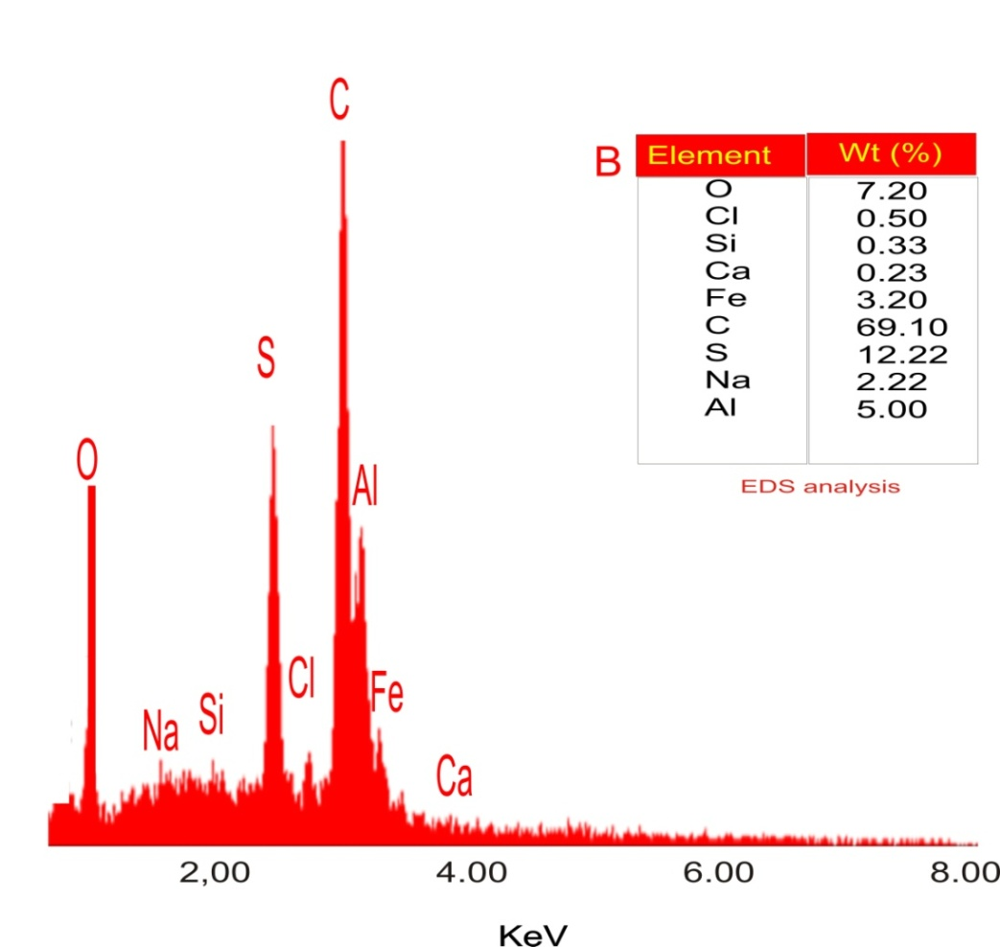 C
B
Element Wt (%)
O 7.20
Cl 0.50
Si 0.33
Ca 0.23
Fe 3.20
C 69.10
S 12.22
Na 2.22
Al 5.00
EDS analysis
S
O
Al
Cl
Fe
Na
Si
Ca
2,00 4.00 6.00 8.00
KeV